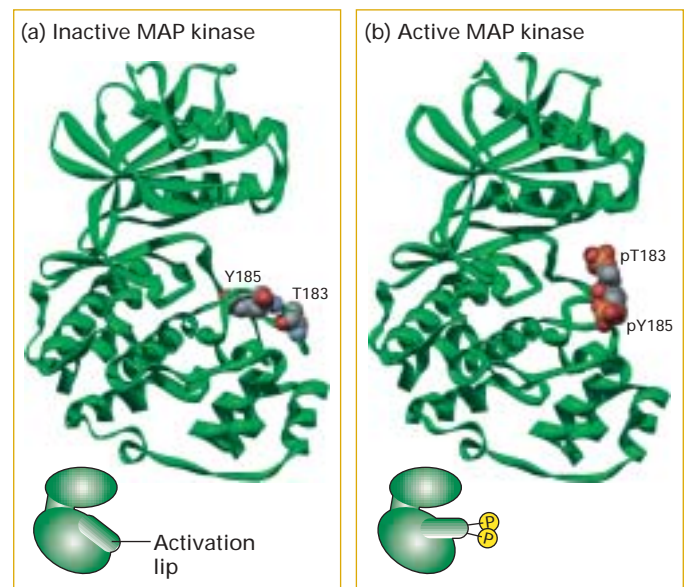 (a) Inactive MAP kinase
Y185
T183
Activation
lip
(b) Active MAP kinase
pT183
pY185
P
P